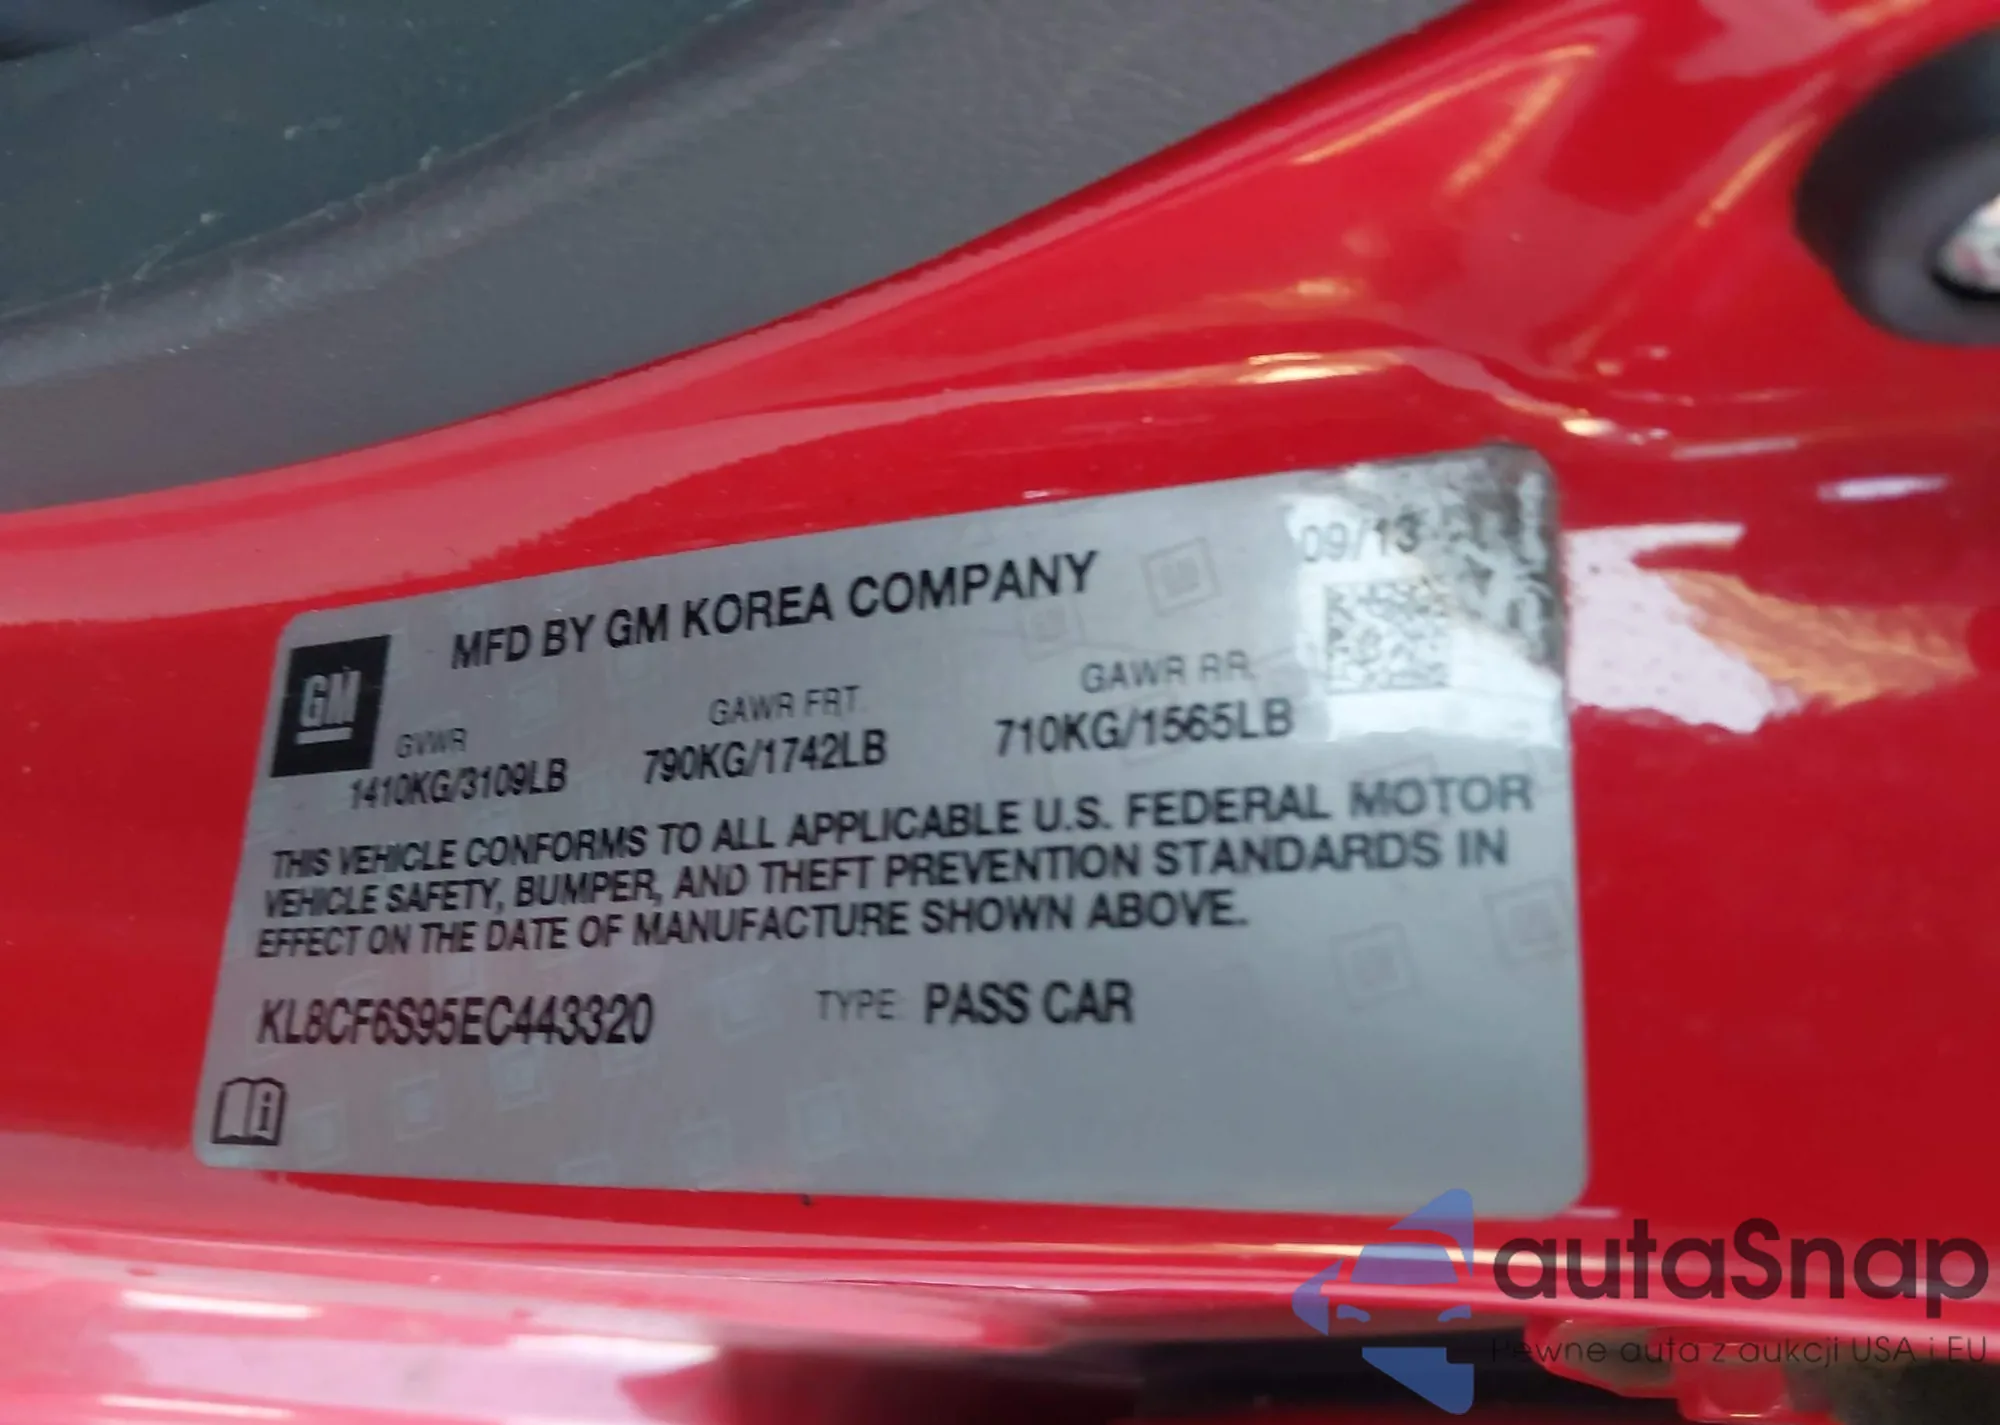 09/13
MFD BY GM KOREA COMPANY
GM
GVWR GAWR FRT GAWR RR
1410KG/3109LB 790KG/1742LB 710KG/1565LB
THIS VEHICLE CONFORMS TO ALL APPLICABLE U.S. FEDERAL MOTOR
VEHICLE SAFETY, BUMPER, AND THEFT PREVENTION STANDARDS IN
EFFECT ON THE DATE OF MANUFACTURE SHOWN ABOVE.
KL8CF6S95EC443320 TYPE: PASS CAR
autaSnap
Pewne auta z aukcji USA i EU